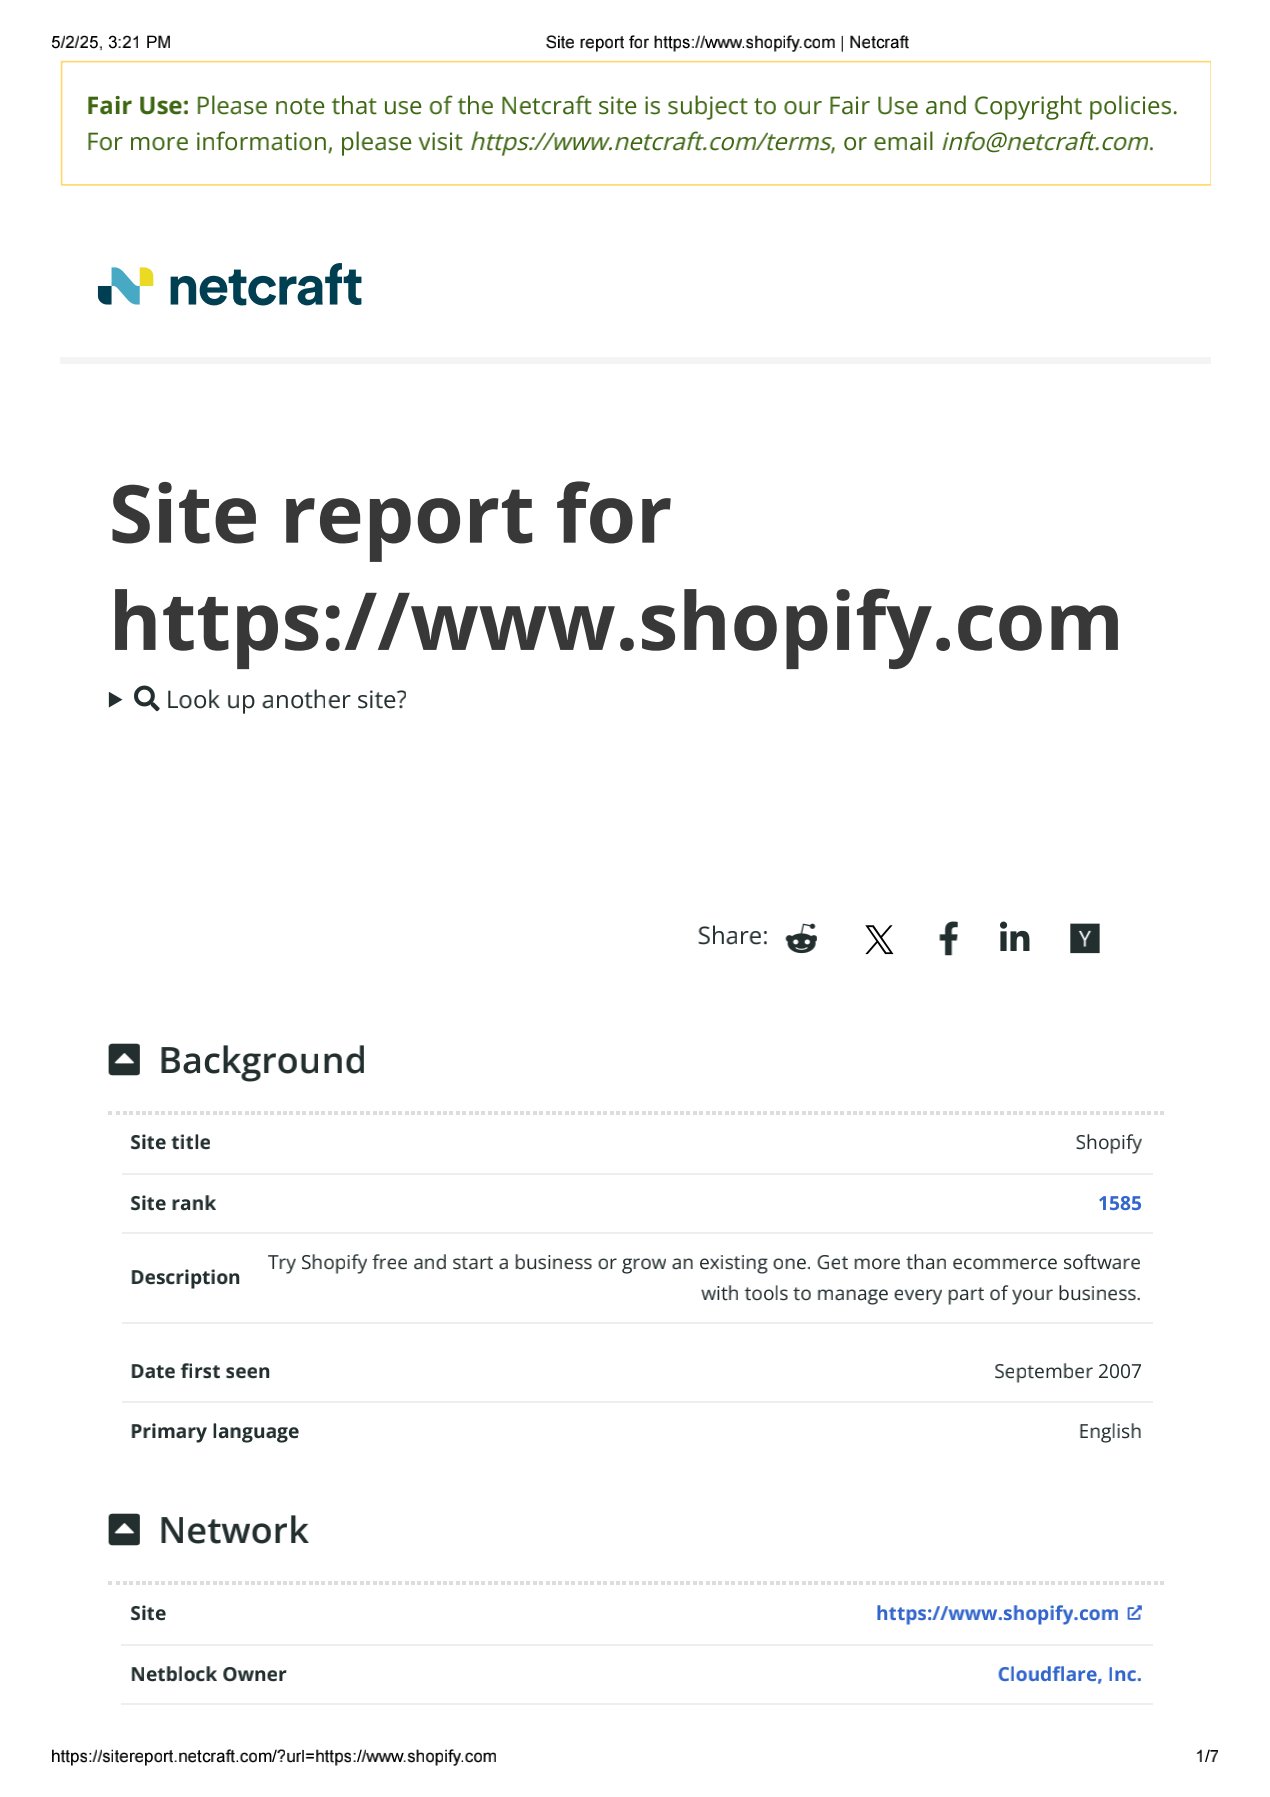 5/2/25, 3:21 PM
Site report for https://www.shopify.com | Netcraft
Fair Use: Please note that use of the Netcraft site is subject to our Fair Use and Copyright policies.
For more information, please visit https://www.netcraft.com/terms, or email info@netcraft.com.
netcraft
Site report for
https://www.shopify.com
Look up another site?
Share:
Background
Site title Shopify
Site rank 1585
Description Try Shopify free and start a business or grow an existing one. Get more than ecommerce software
with tools to manage every part of your business.
Date first seen September 2007
Primary language English
Network
Site https://www.shopify.com
Netblock Owner Cloudflare, Inc.
https://sitereport.netcraft.com/?url=https://www.shopify.com
1/7